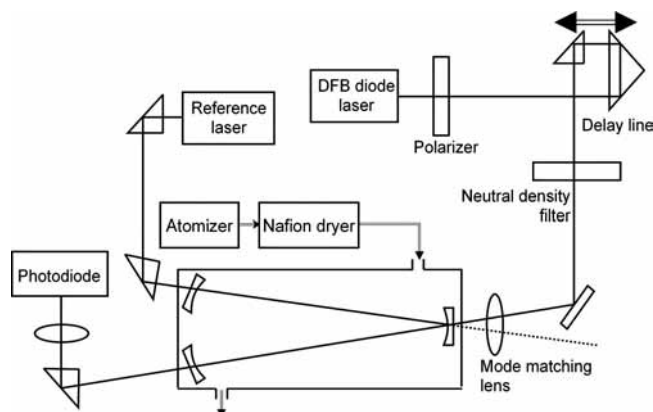 DFB diode
laser
Reference
laser
Delay line
Polarizer
Neutral density
filter
Atomizer
Nafion dryer
Photodiode
Mode matching
lens